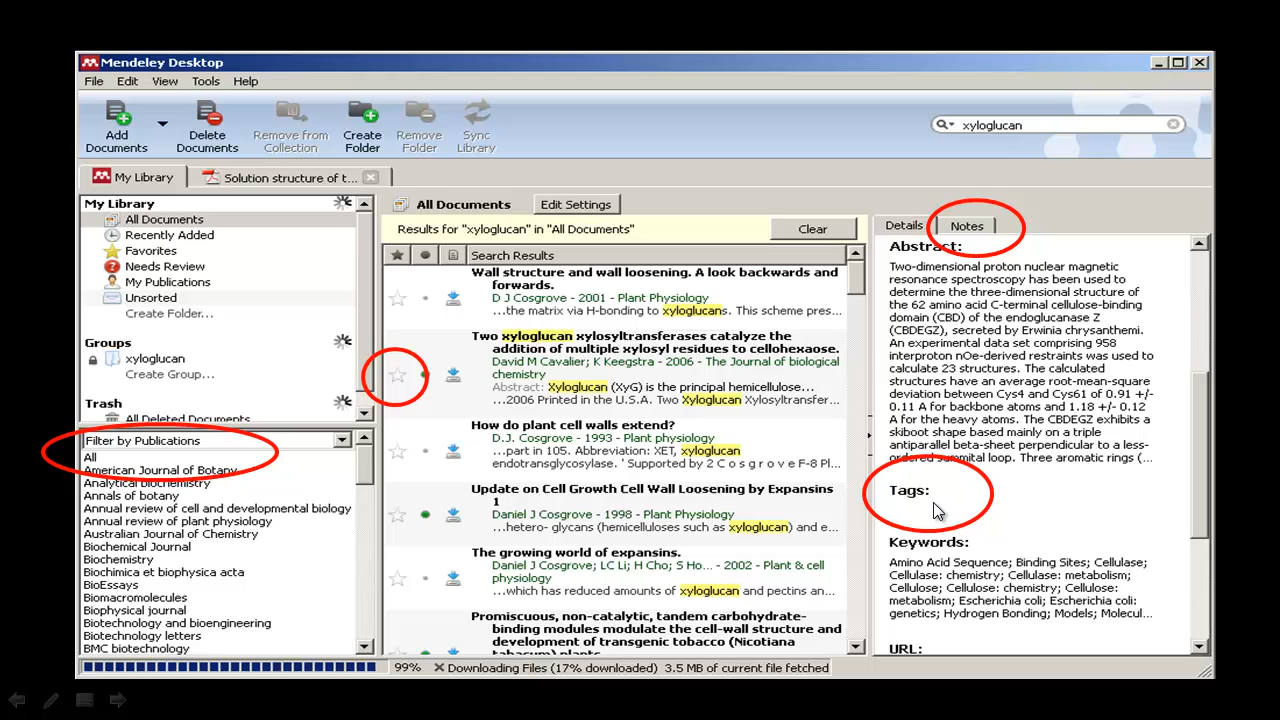 Mendeley Desktop
File Edit View Tools Help
Add Documents
Delete Documents
Remove from Collection
Create Folder
Remove Folder
Sync Library
xyloglucan
My Library
Solution structure of t...
My Library
All Documents
Recently Added
Favorites
Needs Review
My Publications
Unsorted
Create Folder...
Groups
xyloglucan
Create Group...
Trash
All Deleted Documents
Filter by Publications
All
American Journal of Botany
Analytical biochemistry
Annals of botany
Annual review of cell and developmental biology
Annual review of plant physiology
Australian Journal of Chemistry
Biochemical Journal
Biochemistry
Biochimica et biophysica acta
BioEssays
Biomacromolecules
Biophysical journal
Biotechnology and bioengineering
Biotechnology letters
BMC biotechnology
All Documents
Edit Settings
Results for "xyloglucan" in "All Documents"
Clear
Search Results
Wall structure and wall loosening. A look backwards and
forwards.
D J Cosgrove - 2001 - Plant Physiology
...the matrix via H-bonding to xyloglucans. This scheme pres...
Two xyloglucan xylosyltransferases catalyze the
addition of multiple xylosyl residues to cellohexaose.
David M Cavalier; K Keegstra - 2006 - The Journal of biological
chemistry
Abstract: Xyloglucan (XyG) is the principal hemicellulose...
...2006 Printed in the U.S.A. Two Xyloglucan Xylosyltransfer...
How do plant cell walls extend?
D.J. Cosgrove - 1993 - Plant physiology
...part in 105. Abbreviation: XET, xyloglucan
endotransglycosylase. ' Supported by 2 C o s g r o v e F-8 Pl...
Update on Cell Growth Cell Wall Loosening by Expansins
1
Daniel J Cosgrove - 1998 - Plant Physiology
...hetero- glycans (hemicelluloses such as xyloglucan) and e...
The growing world of expansins.
Daniel J Cosgrove; LC Li; H Cho; S Ho... - 2002 - Plant & cell
physiology
...which has reduced amounts of xyloglucan and pectins an...
Promiscuous, non-catalytic, tandem carbohydrate-
binding modules modulate the cell-wall structure and
development of transgenic tobacco (Nicotiana
tabacum) plants
Details
Notes
Abstract:
Two-dimensional proton nuclear magnetic
resonance spectroscopy has been used to
determine the three-dimensional structure of
the 62 amino acid C-terminal cellulose-binding
domain (CBD) of the endoglucanase Z
(CBDEGZ), secreted by Erwinia chrysanthemi.
An experimental data set comprising 958
interproton nOe-derived restraints was used to
calculate 23 structures. The calculated
structures have an average root-mean-square
deviation between Cys4 and Cys61 of 0.91 +/-
0.11 A for backbone atoms and 1.18 +/- 0.12
A for the heavy atoms. The CBDEGZ exhibits a
skiboot shape based mainly on a triple
antiparallel beta-sheet perpendicular to a less-
ordered summital loop. Three aromatic rings (...
Tags:
Keywords:
Amino Acid Sequence; Binding Sites; Cellulase;
Cellulase: chemistry; Cellulase: metabolism;
Cellulose; Cellulose: chemistry; Cellulose:
metabolism; Escherichia coli; Escherichia coli:
genetics; Hydrogen Bonding; Models; Molecul...
URL:
99% Downloading Files (17% downloaded) 3.5 MB of current file fetched